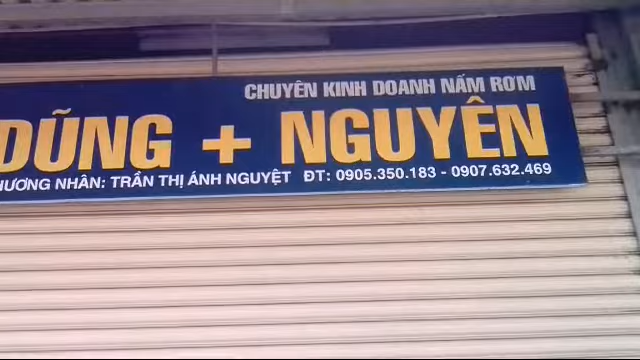 CHUYÊN KINH DOANH NẤM RƠM
DŨNG + NGUYÊN
THƯƠNG NHÂN: TRẦN THỊ ÁNH NGUYỆT ĐT: 0905.350.183 - 0907.632.469